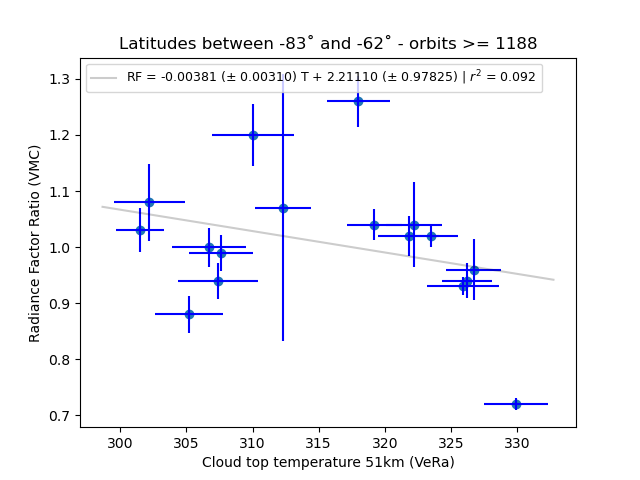 Latitudes between -83˚ and -62˚ - orbits >= 1188
RF = -0.00381 (± 0.00310) T + 2.21110 (± 0.97825) | r² = 0.092
Radiance Factor Ratio (VMC)
1.3
1.2
1.1
1.0
0.9
0.8
0.7
300 305 310 315 320 325 330
Cloud top temperature 51km (VeRa)